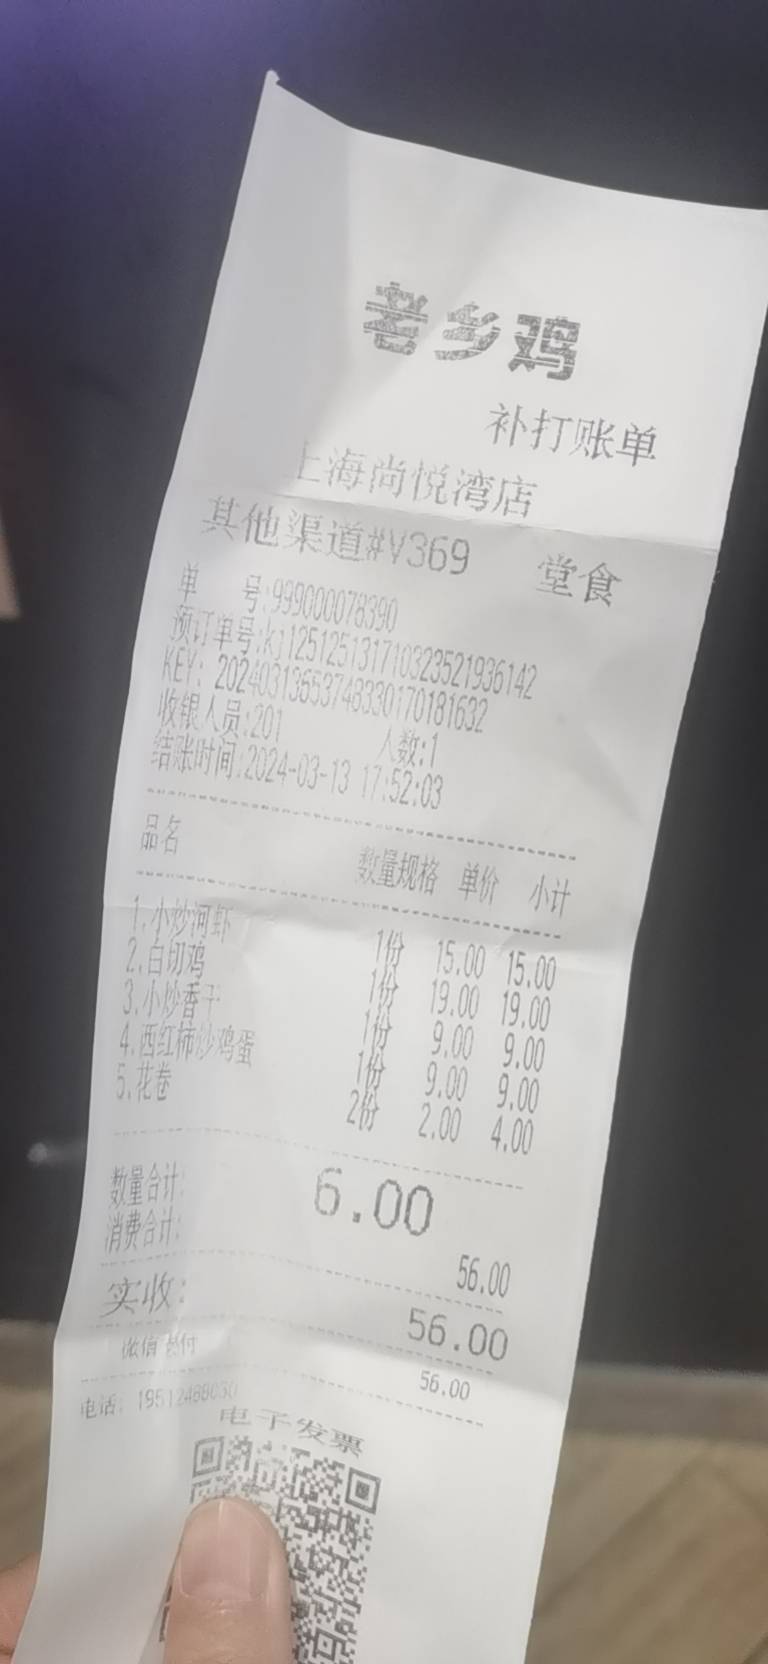 老乡鸡
补打账单
上海尚悦湾店
其他渠道#V369 堂食
单 号:999000078390
预订单号:kj125125131710323521936142
KEY: 20240313653748330170181632
收银人员:201 人数:1
结账时间:2024-03-13 17:52:03
品名 数量规格 单价 小计
1.小炒河虾 1份 15.00 15.00
2.白切鸡 1份 19.00 19.00
3.小炒香干 1份 9.00 9.00
4.西红柿炒鸡蛋 1份 9.00 9.00
5.花卷 2份 2.00 4.00
数量合计: 6.00
消费合计: 56.00
实收: 56.00
微信支付 56.00
电话:
电子发票